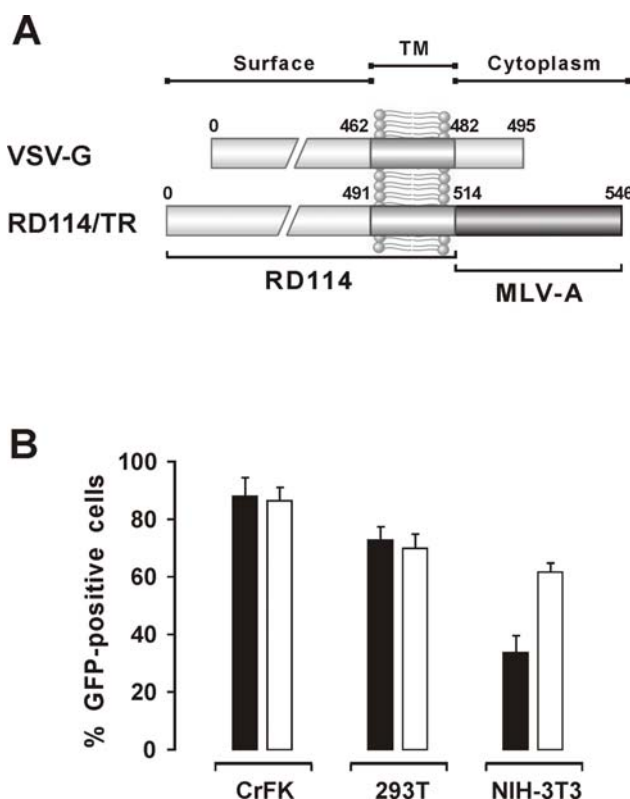 A
Surface TM Cytoplasm
0 462 482 495
VSV-G
0 491 514 546
RD114/TR
RD114
MLV-A
B
% GFP-positive cells
100
80
60
40
20
0
CrFK 293T NIH-3T3